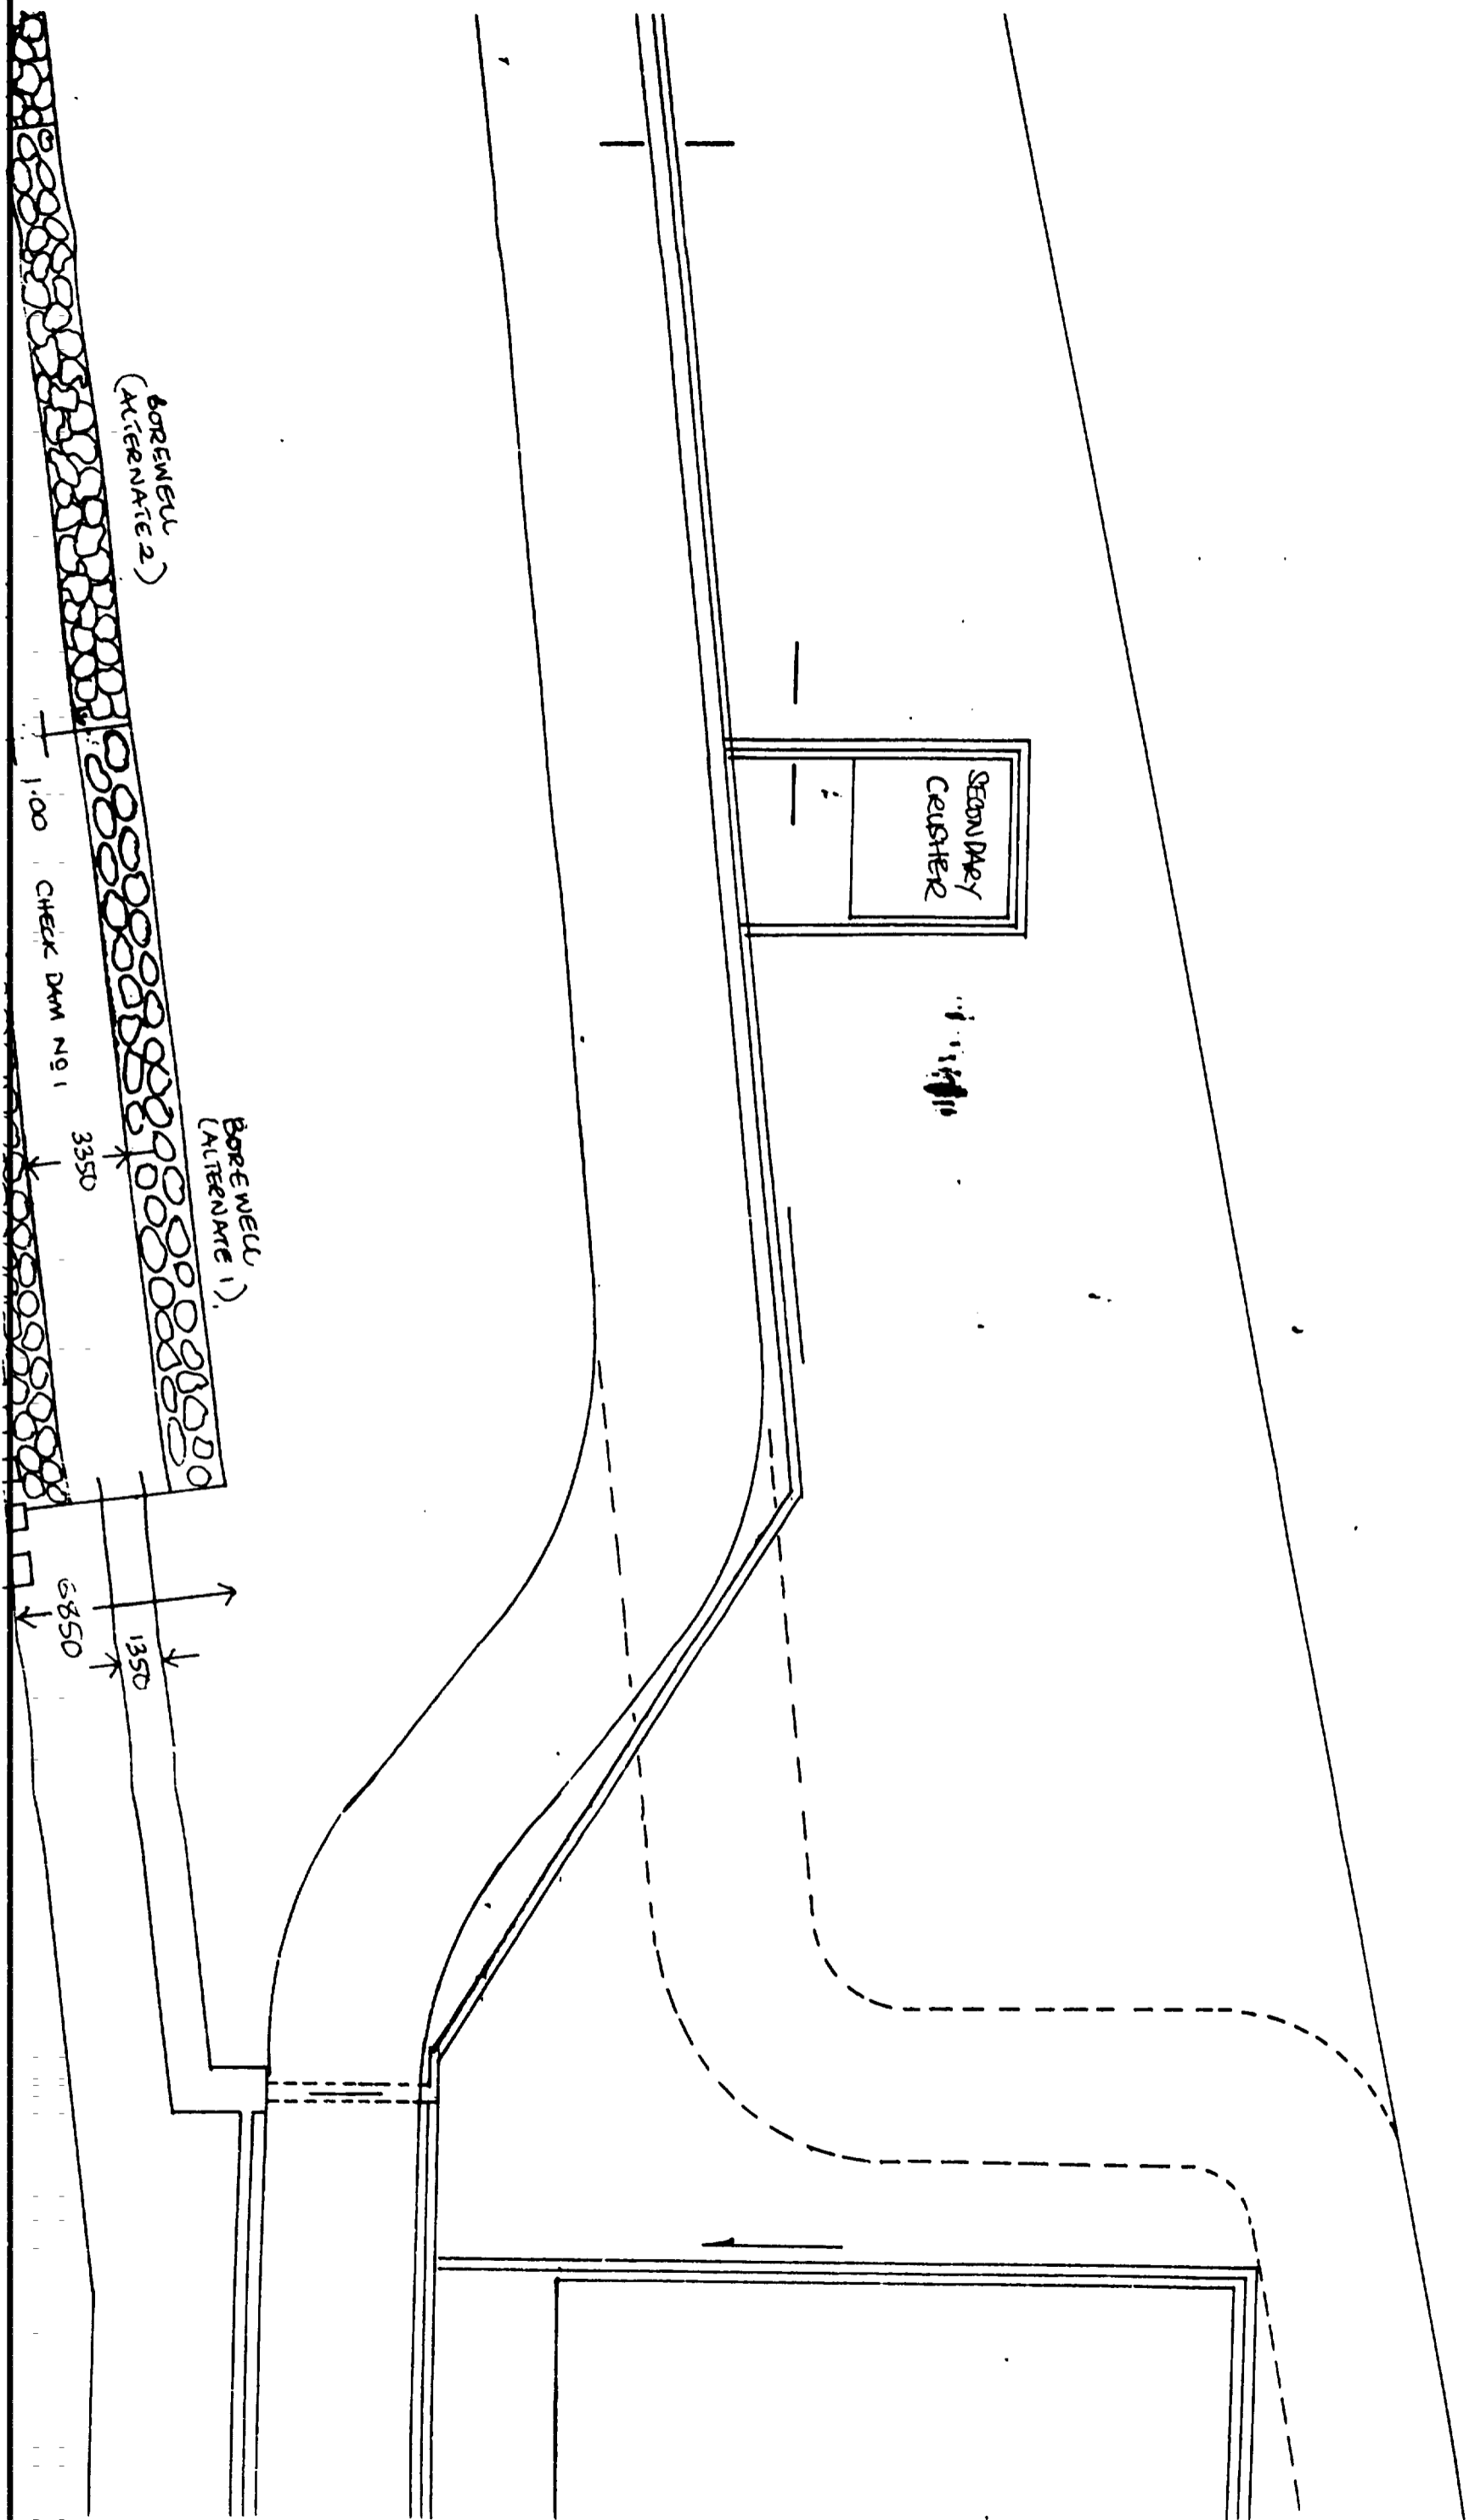 BOREWELL
(ALTERNATE 2)
SECONDARY
CRUSHER
1.00
CHECK DAM No 1
3350
BOREWELL
(ALTERNATE 1)
6850
1350